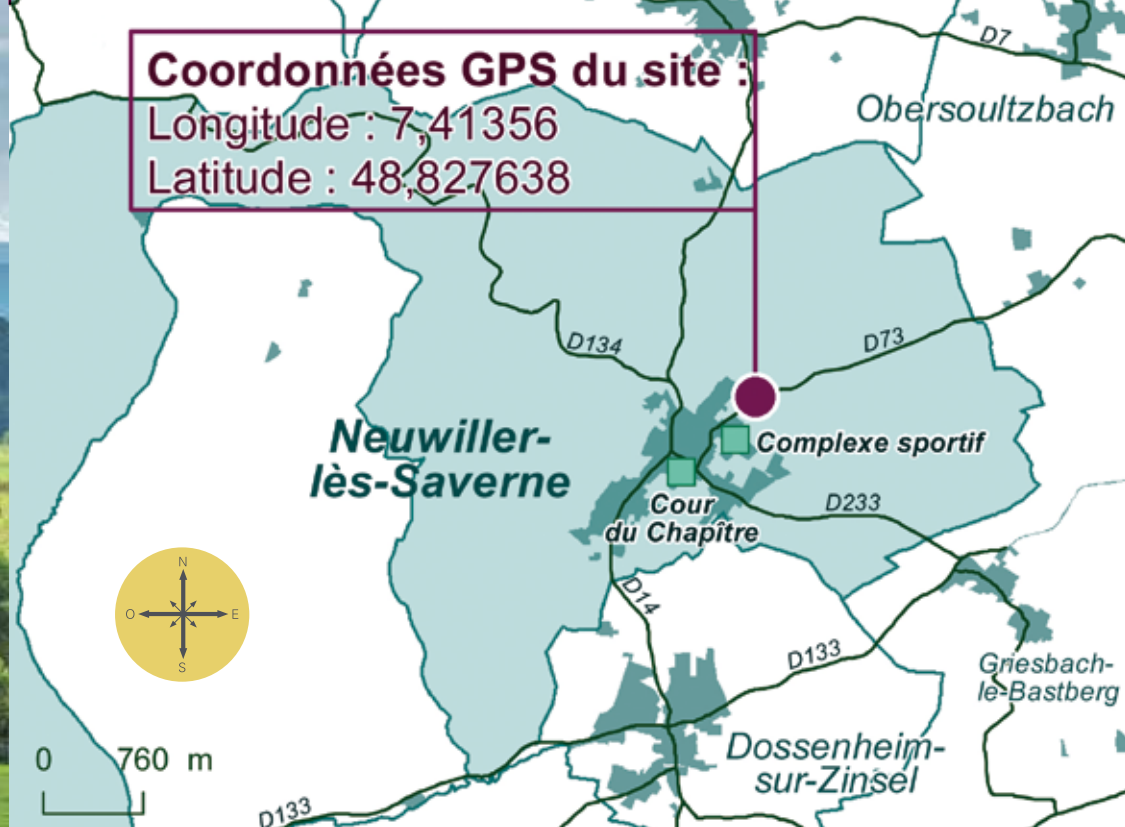 D7
Coordonnées GPS du site :
Longitude : 7,41356
Latitude : 48,827638
Obersoultzbach
D134
D73
Neuwiller-
lès-Saverne
Complexe sportif
Cour
du Chapître
D233
N
O
E
S
D14
D133
Griesbach-
le-Bastberg
0 760 m
Dossenheim-
sur-Zinsel
D133